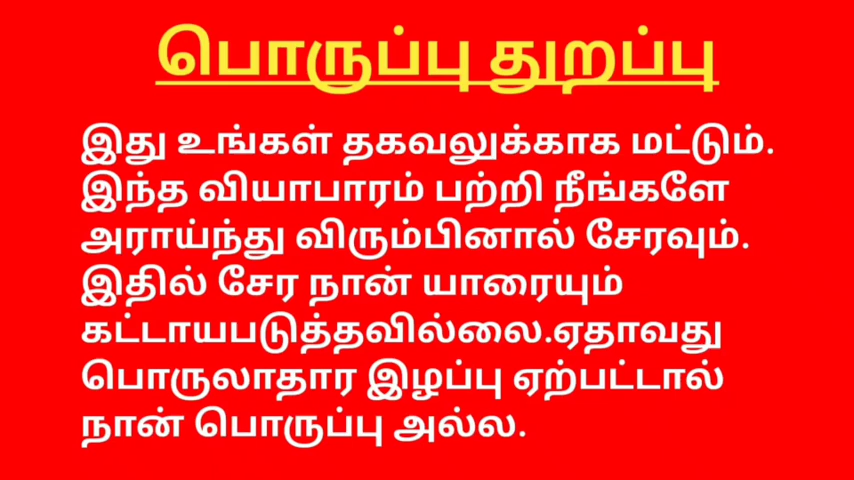 பொருப்பு துறப்பு
இது உங்கள் தகவலுக்காக மட்டும்.
இந்த வியாபாரம் பற்றி நீங்களே
அராய்ந்து விரும்பினால் சேரவும்.
இதில் சேர நான் யாரையும்
கட்டாயபடுத்தவில்லை.ஏதாவது
பொருலாதார இழப்பு ஏற்பட்டால்
நான் பொருப்பு அல்ல.